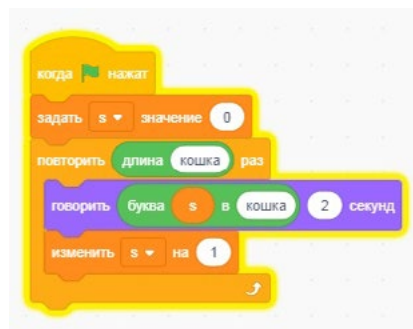 когда нажат
задать s значение 0
повторить длина кошка раз
говорить буква s в кошка 2 секунд
изменить s на 1